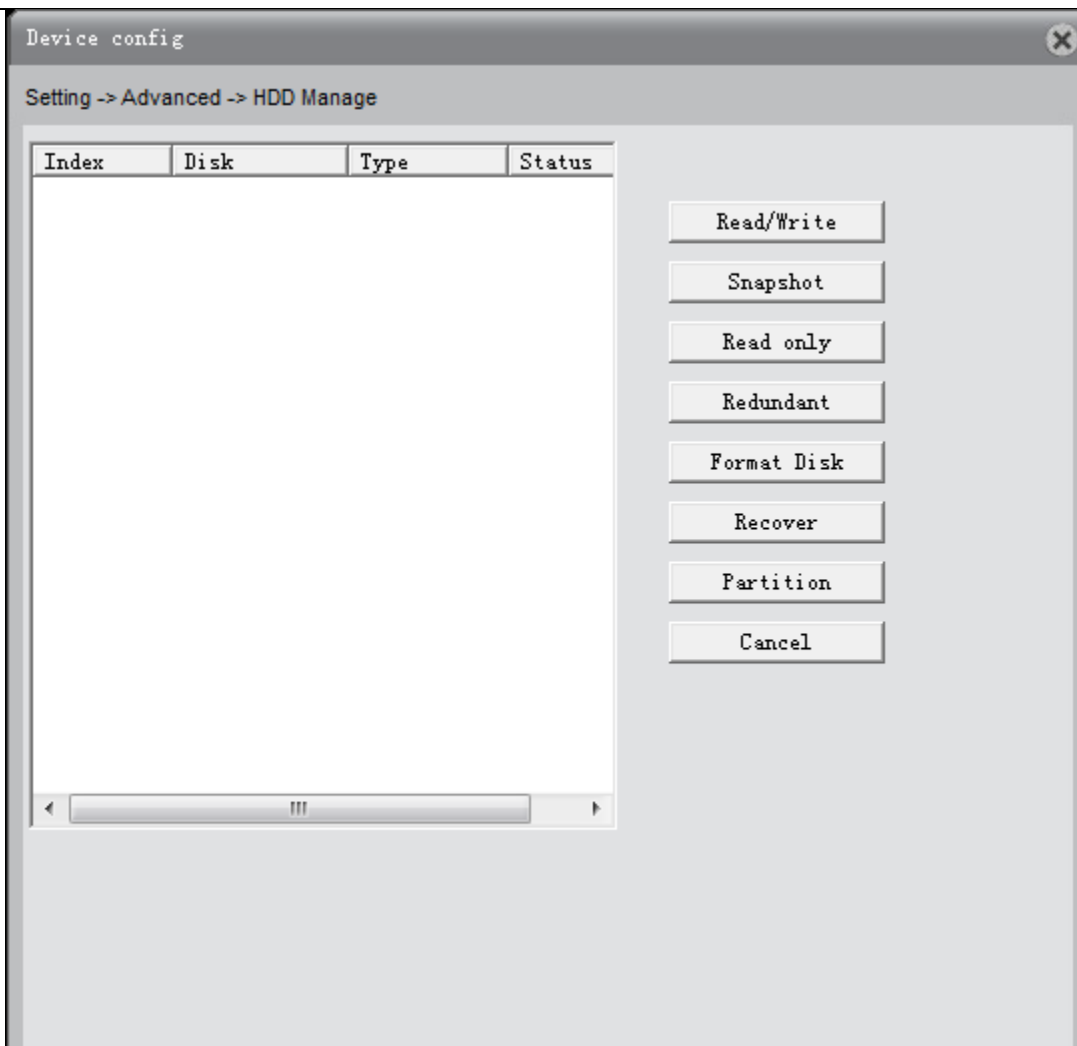 Device config
Setting -> Advanced -> HDD Manage
Index Disk Type Status
Read/Write
Snapshot
Read only
Redundant
Format Disk
Recover
Partition
Cancel